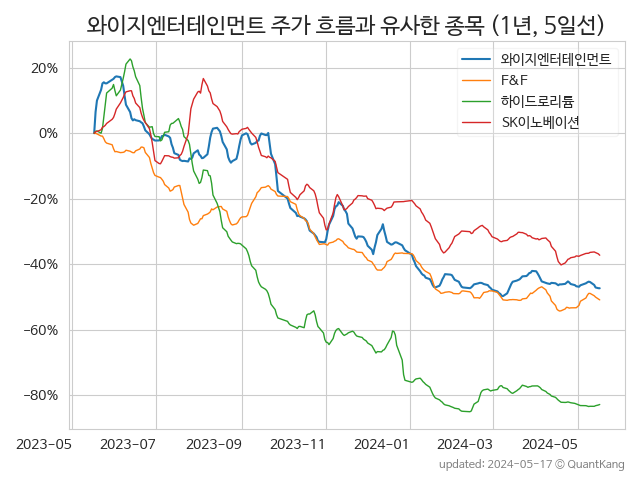 와이지엔터테인먼트 주가 흐름과 유사한 종목 (1년, 5일선)
와이지엔터테인먼트
F&F
하이드로리튬
SK이노베이션
20%
0%
−20%
−40%
−60%
−80%
2023-05 2023-07 2023-09 2023-11 2024-01 2024-03 2024-05
updated: 2024-05-17 © QuantKang